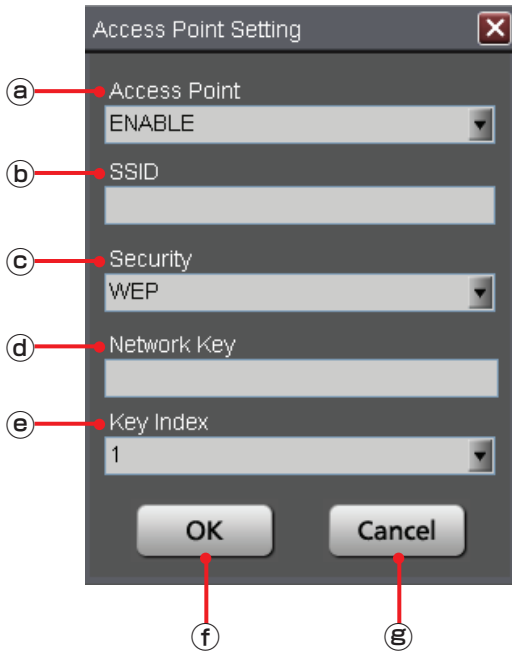 Access Point Setting
ⓐ Access Point
ENABLE
ⓑ SSID
ⓒ Security
WEP
ⓓ Network Key
ⓔ Key Index
1
OK Cancel
ⓕ ⓖ